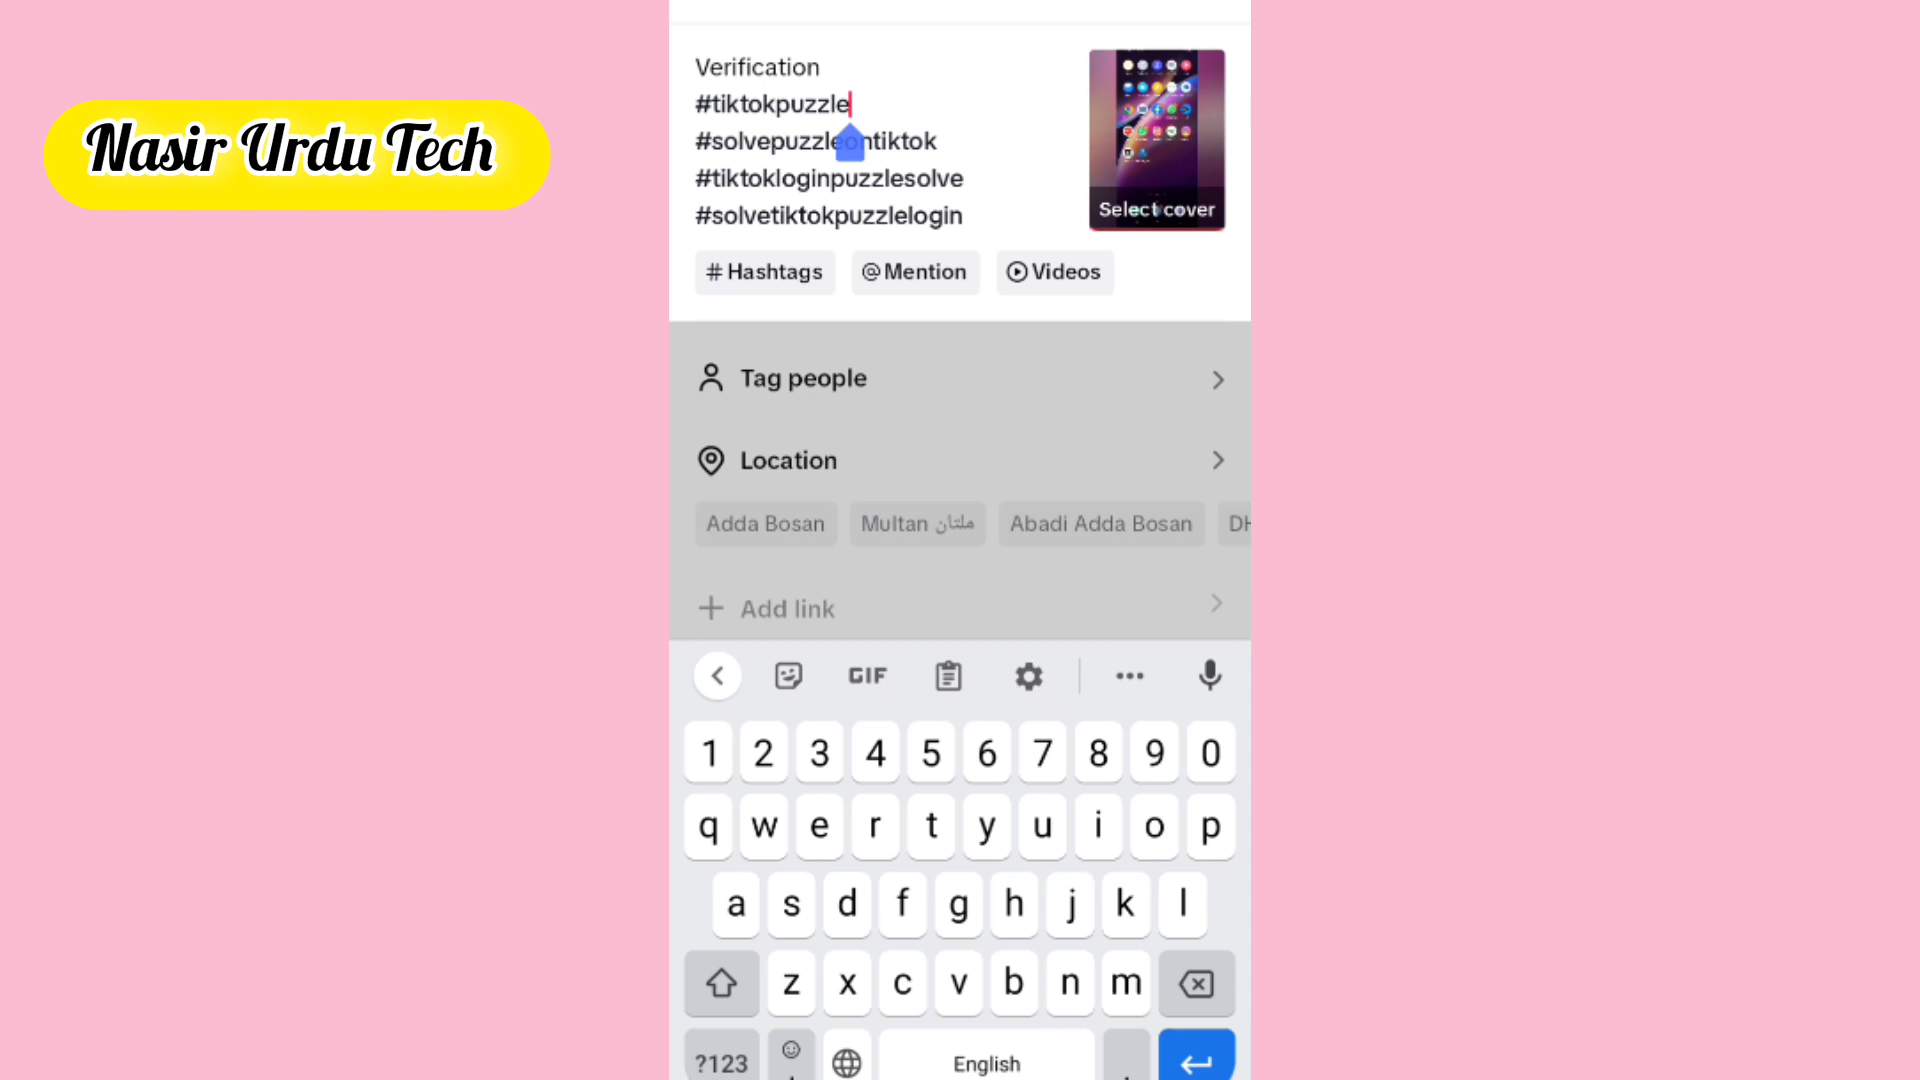 Nasir Urdu Tech
Verification
#tiktokpuzzle
#solvepuzzleontiktok
#tiktokloginpuzzlesolve
#solvetiktokpuzzlelogin
Select cover
# Hashtags @ Mention Videos
Tag people
Location
Adda Bosan Multan ملتان Abadi Adda Bosan DH
+ Add link
GIF
1 2 3 4 5 6 7 8 9 0
q w e r t y u i o p
a s d f g h j k l
z x c v b n m
?123 English